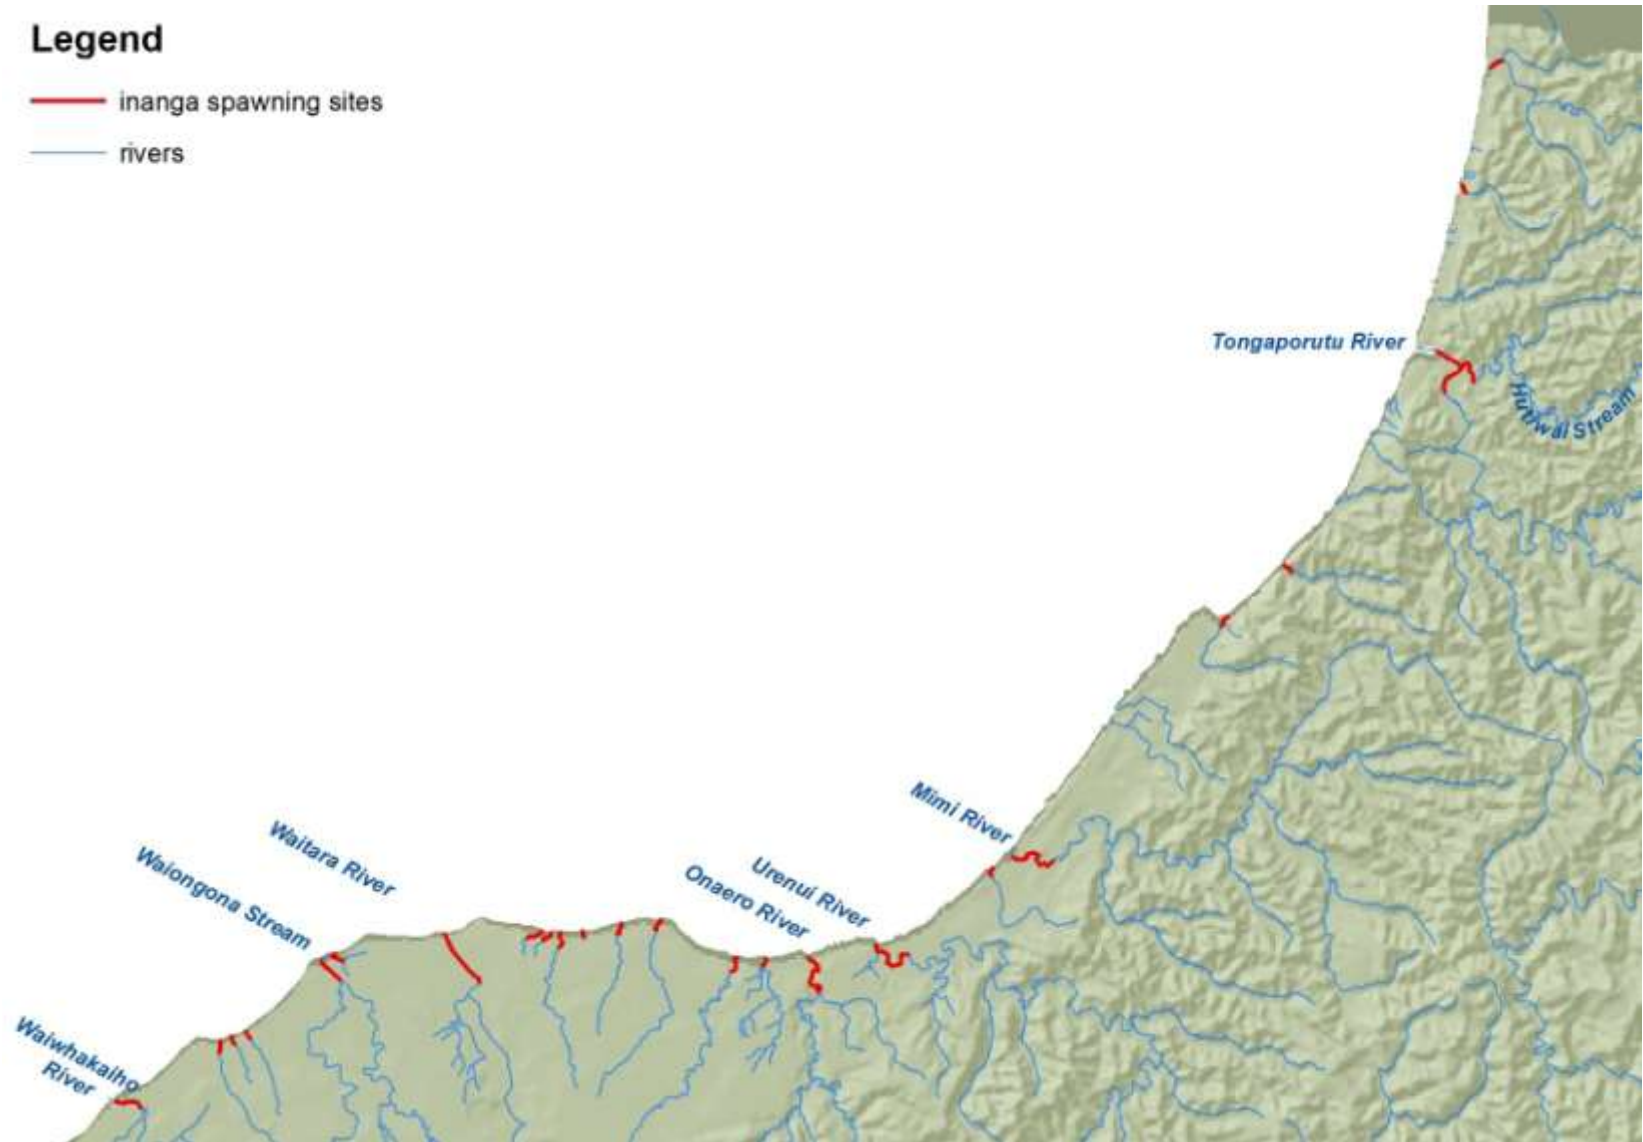 Legend
inanga spawning sites
rivers
Tongaporutu River
Hutiwai Stream
Mimi River
Waitara River
Urenui River
Waiongona Stream
Onaero River
Waiwhakaiho
River